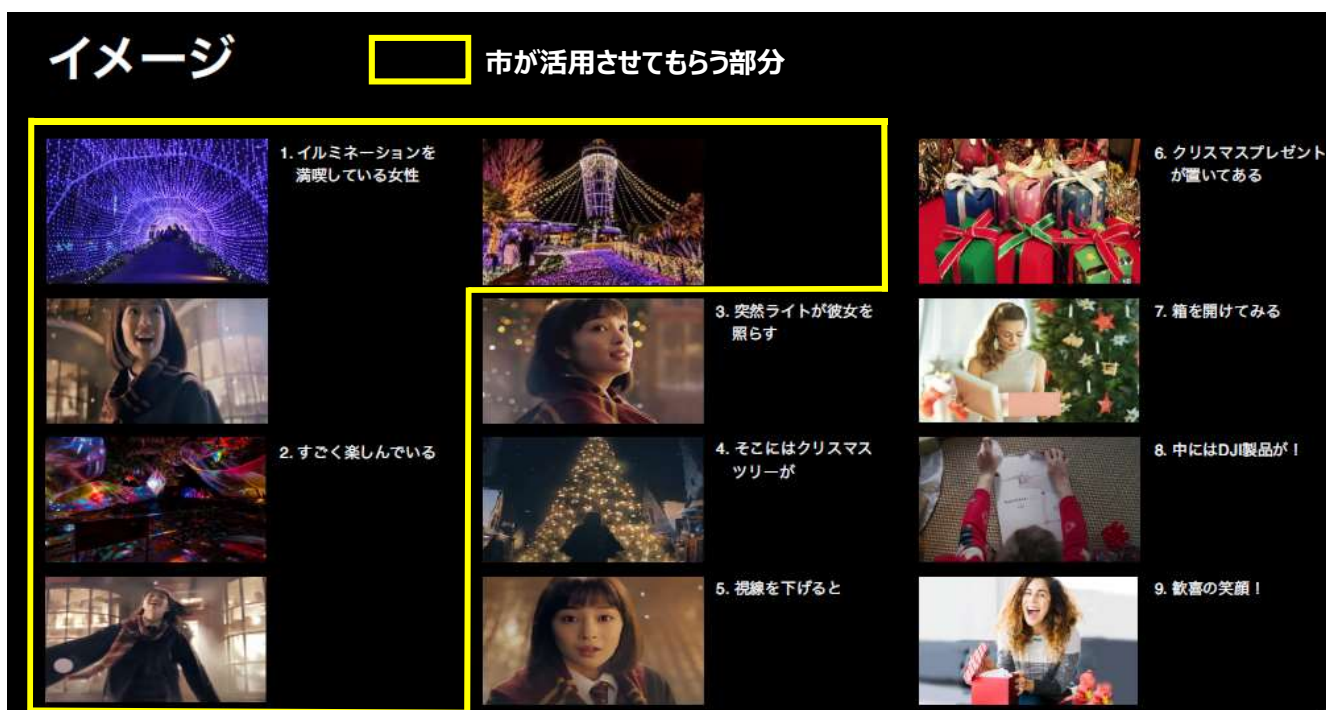 イメージ
市が活用させてもらう部分
1. イルミネーションを
満喫している女性
2. すごく楽しんでいる
3. 突然ライトが彼女を
照らす
4. そこにはクリスマス
ツリーが
5. 視線を下げると
6. クリスマスプレゼント
が置いてある
7. 箱を開けてみる
8. 中にはDJI製品が！
9. 歓喜の笑顔！